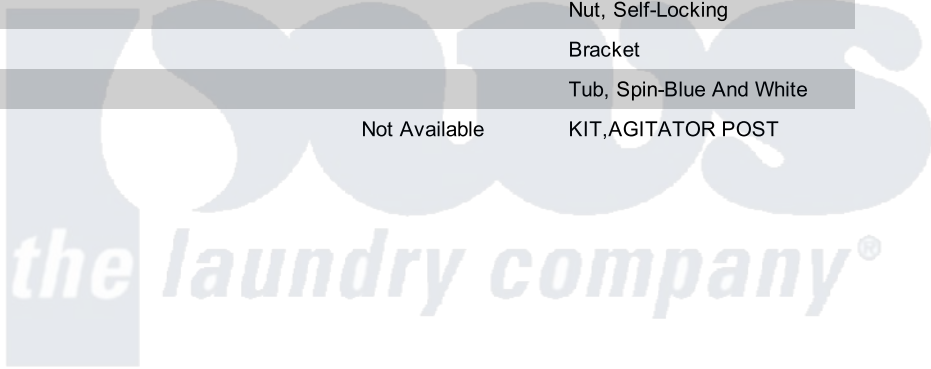 Nut, Self-Locking
Bracket
Tub, Spin-Blue And White
Not Available KIT,AGITATOR POST
the laundry company®